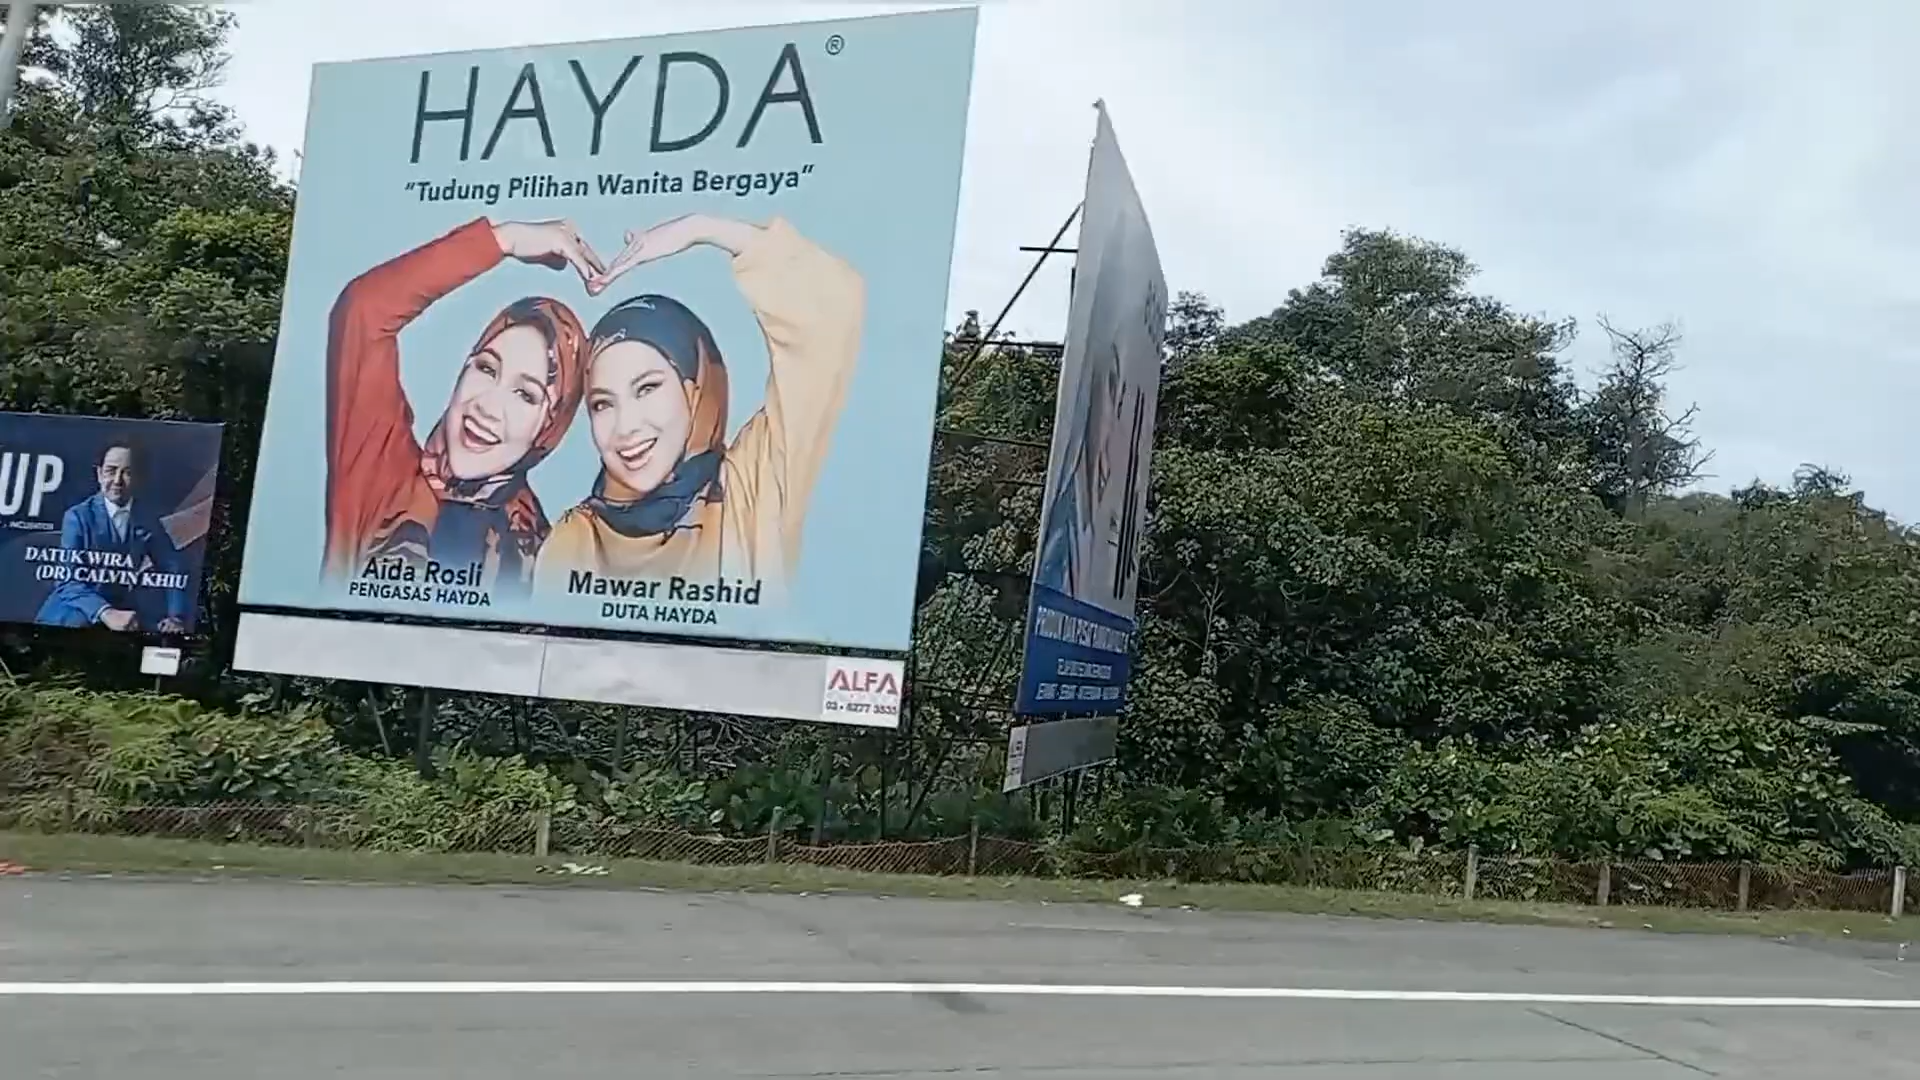 HAYDA®
"Tudung Pilihan Wanita Bergaya"
Aida Rosli
PENGASAS HAYDA
Mawar Rashid
DUTA HAYDA
ALFA
UP
DATUK WIRA
(DR) CALVIN KHIU